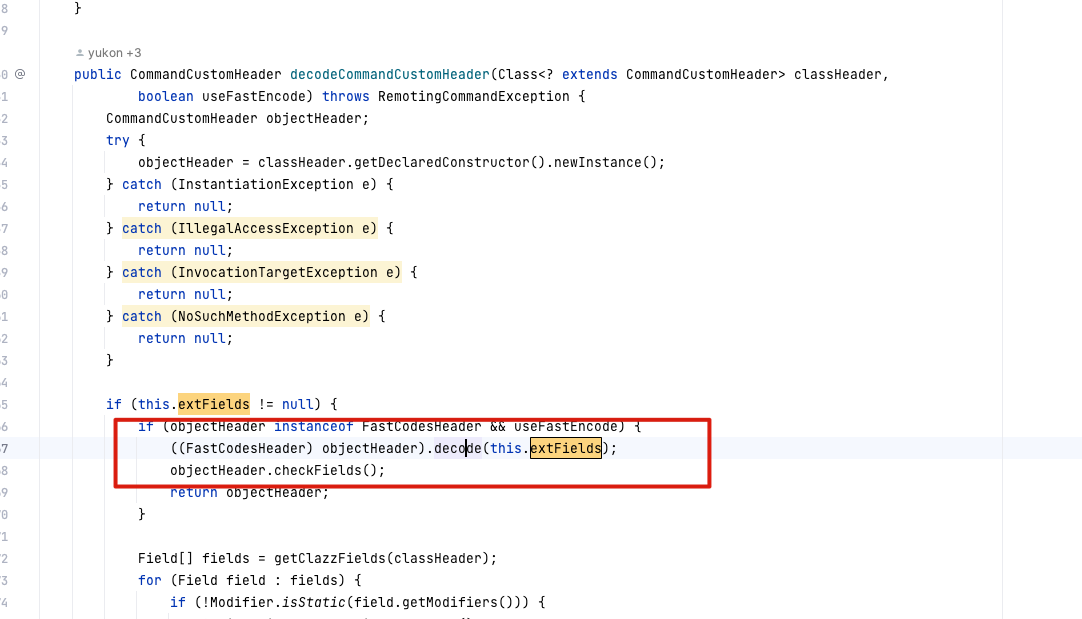 8 }
9
yukon +3
0 @ public CommandCustomHeader decodeCommandCustomHeader(Class<? extends CommandCustomHeader> classHeader,
1 boolean useFastEncode) throws RemotingCommandException {
2 CommandCustomHeader objectHeader;
3 try {
4 objectHeader = classHeader.getDeclaredConstructor().newInstance();
5 } catch (InstantiationException e) {
6 return null;
7 } catch (IllegalAccessException e) {
8 return null;
9 } catch (InvocationTargetException e) {
0 return null;
1 } catch (NoSuchMethodException e) {
2 return null;
3 }
4
5 if (this.extFields != null) {
6 if (objectHeader instanceof FastCodesHeader && useFastEncode) {
7 ((FastCodesHeader) objectHeader).decode(this.extFields);
8 objectHeader.checkFields();
9 return objectHeader;
0 }
1
2 Field[] fields = getClazzFields(classHeader);
3 for (Field field : fields) {
4 if (!Modifier.isStatic(field.getModifiers())) {